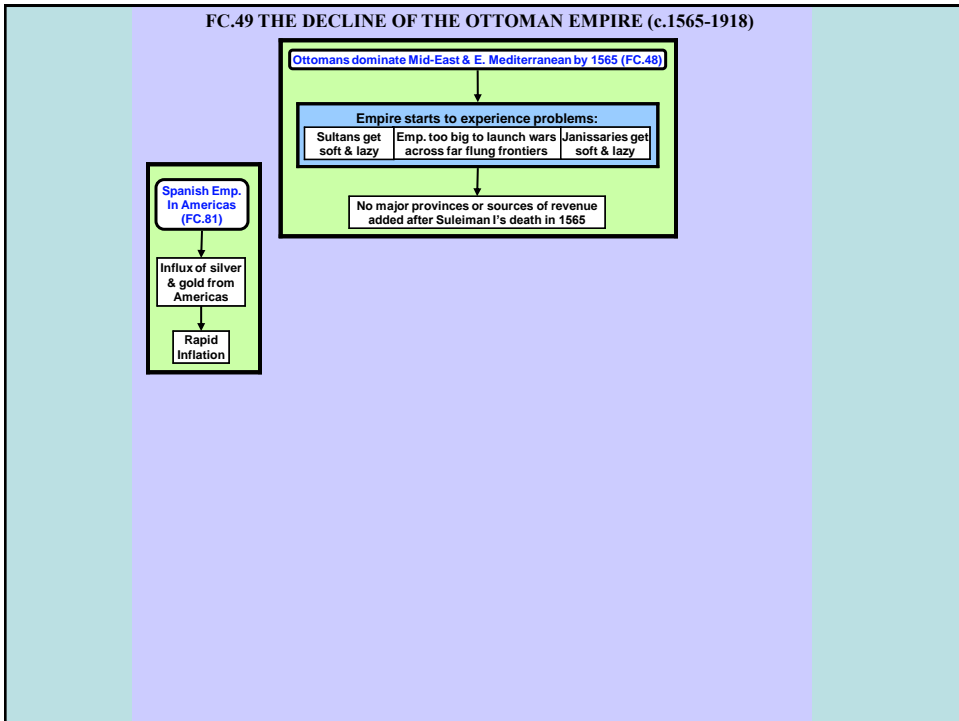 FC.49 THE DECLINE OF THE OTTOMAN EMPIRE (c.1565-1918)
Ottomans dominate Mid-East & E. Mediterranean by 1565 (FC.48)
Empire starts to experience problems:
Sultans get
soft & lazy
Emp. too big to launch wars
across far flung frontiers
Janissaries get
soft & lazy
No major provinces or sources of revenue
added after Suleiman I's death in 1565
Spanish Emp.
In Americas
(FC.81)
Influx of silver
& gold from
Americas
Rapid
Inflation